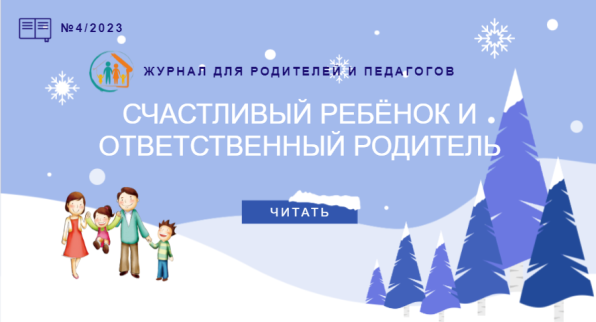 №4/2023
ЖУРНАЛ ДЛЯ РОДИТЕЛЕЙ И ПЕДАГОГОВ
СЧАСТЛИВЫЙ РЕБЁНОК И
ОТВЕТСТВЕННЫЙ РОДИТЕЛЬ
ЧИТАТЬ